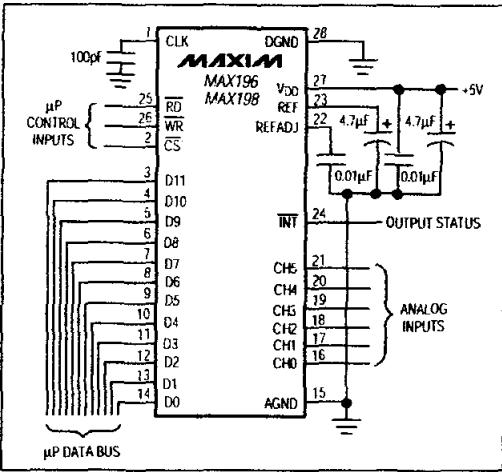 1 CLK
DGND 28
100pF
MAXIM
MAX196
MAX198
VDD 27
+5V
REF 23
REFADJ 22
4.7µF +
4.7µF +
0.01µF
0.01µF
µP
CONTROL
INPUTS
25 RD
26 WR
2 CS
3 D11
4 D10
5 D9
6 D8
7 D7
8 D6
9 D5
10 D4
11 D3
12 D2
13 D1
14 D0
INT 24 OUTPUT STATUS
CH5 21
CH4 20
CH3 19
CH2 18
CH1 17
CH0 16
ANALOG
INPUTS
AGND 15
µP DATA BUS